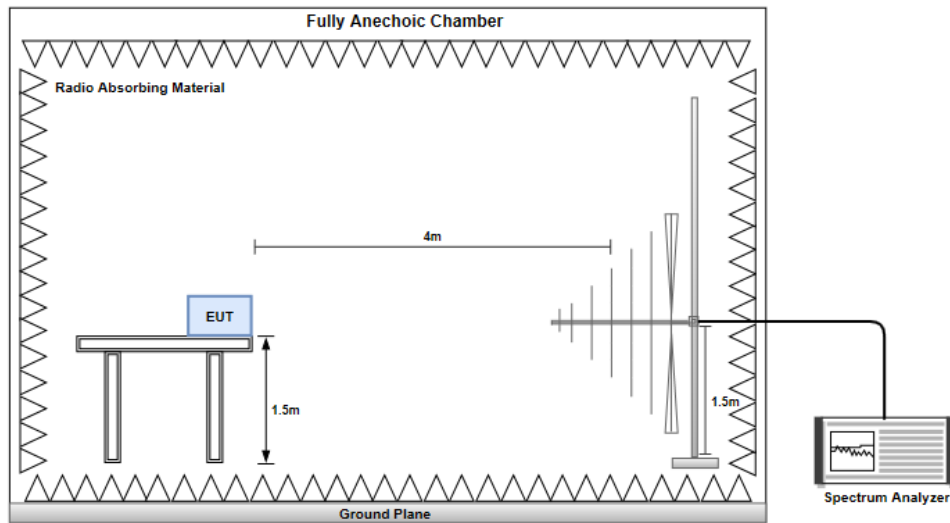 Fully Anechoic Chamber
Radio Absorbing Material
4m
EUT
1.5m
1.5m
Spectrum Analyzer
Ground Plane